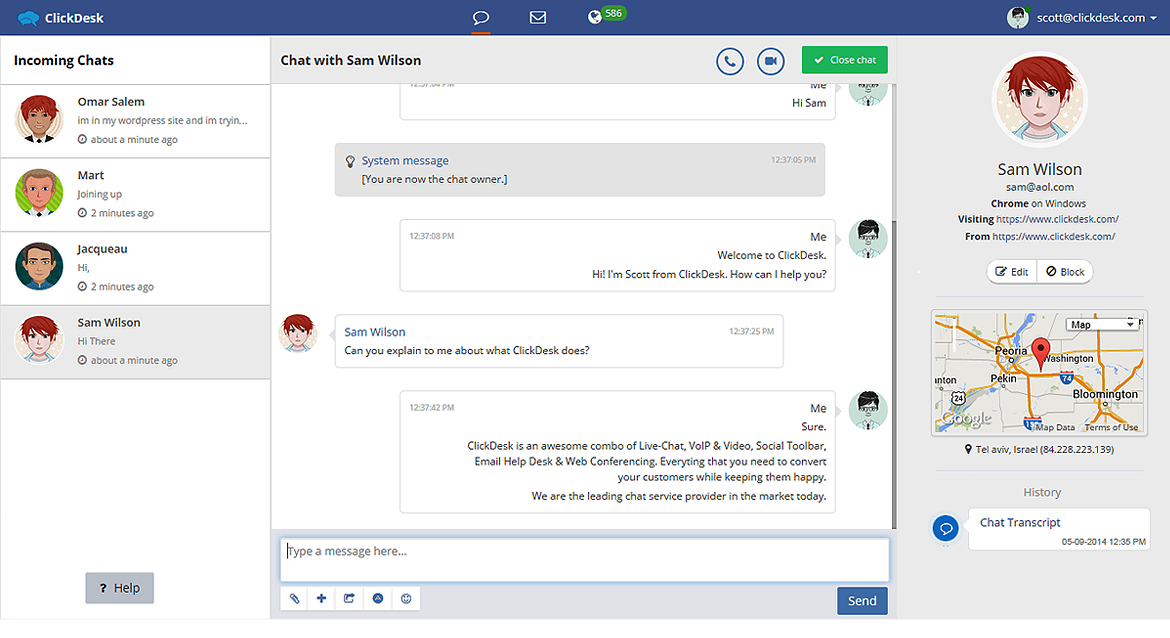 ClickDesk
586
scott@clickdesk.com
Incoming Chats
Omar Salem
im in my wordpress site and im tryin...
about a minute ago
Mart
Joining up
2 minutes ago
Jacqueau
Hi,
2 minutes ago
Sam Wilson
Hi There
about a minute ago
? Help
Chat with Sam Wilson
Close chat
12:37:04 PM
Me
Hi Sam
System message
12:37:05 PM
[You are now the chat owner.]
12:37:08 PM
Me
Welcome to ClickDesk.
Hi! I'm Scott from ClickDesk. How can I help you?
Sam Wilson
12:37:25 PM
Can you explain to me about what ClickDesk does?
12:37:42 PM
Me
Sure.
ClickDesk is an awesome combo of Live-Chat, VoIP & Video, Social Toolbar,
Email Help Desk & Web Conferencing. Everyting that you need to convert
your customers while keeping them happy.
We are the leading chat service provider in the market today.
Type a message here...
Send
Sam Wilson
sam@aol.com
Chrome on Windows
Visiting https://www.clickdesk.com/
From https://www.clickdesk.com/
Edit
Block
Map
Peoria
Washington
Pekin
74
anton
24
Bloomington
Google
Map Data
Terms of Use
Tel aviv, Israel (84.228.223.139)
History
Chat Transcript
05-09-2014 12:35 PM